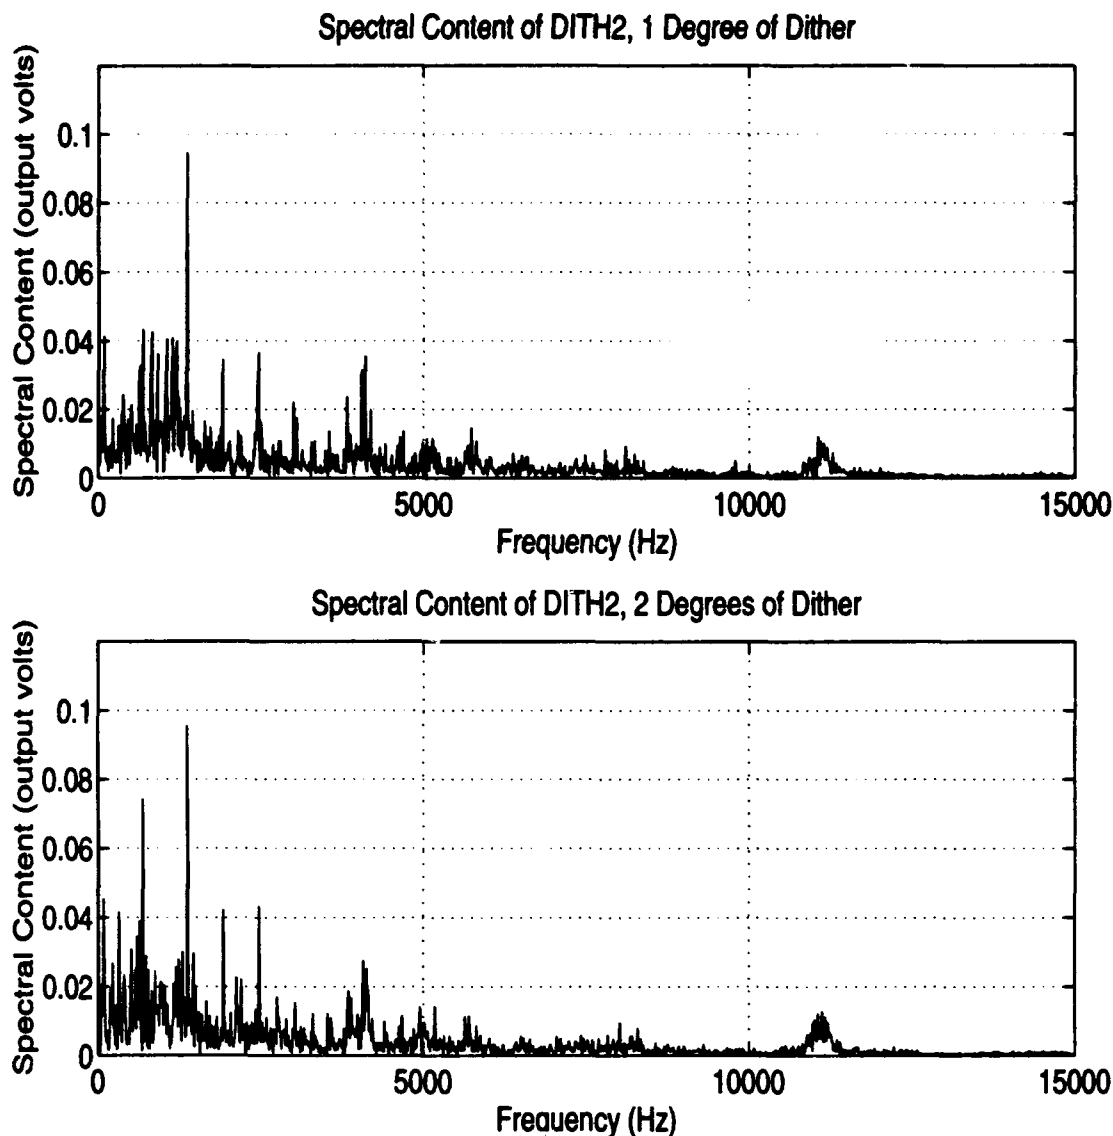 Spectral Content of DITH2, 1 Degree of Dither
Spectral Content (output volts)
0.1
0.08
0.06
0.04
0.02
0
0 5000 10000 15000
Frequency (Hz)
Spectral Content of DITH2, 2 Degrees of Dither
Spectral Content (output volts)
0.1
0.08
0.06
0.04
0.02
0
0 5000 10000 15000
Frequency (Hz)